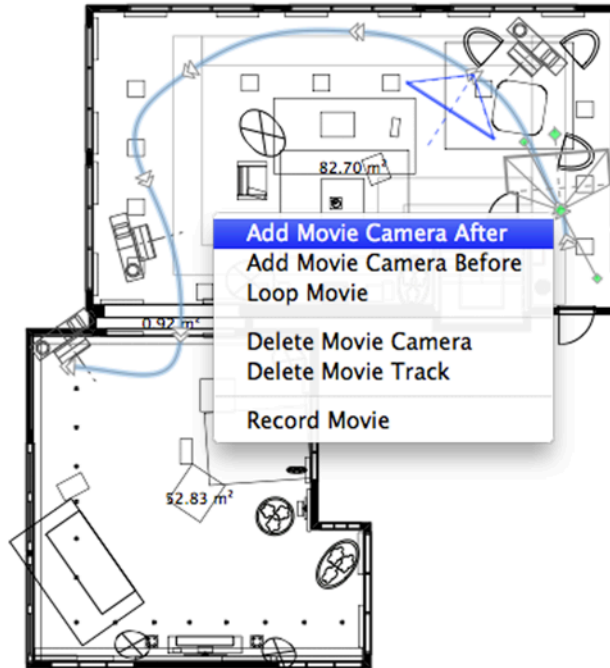 82.70 m²
Add Movie Camera After
Add Movie Camera Before
Loop Movie
0.92 m²
Delete Movie Camera
Delete Movie Track
Record Movie
52.83 m²